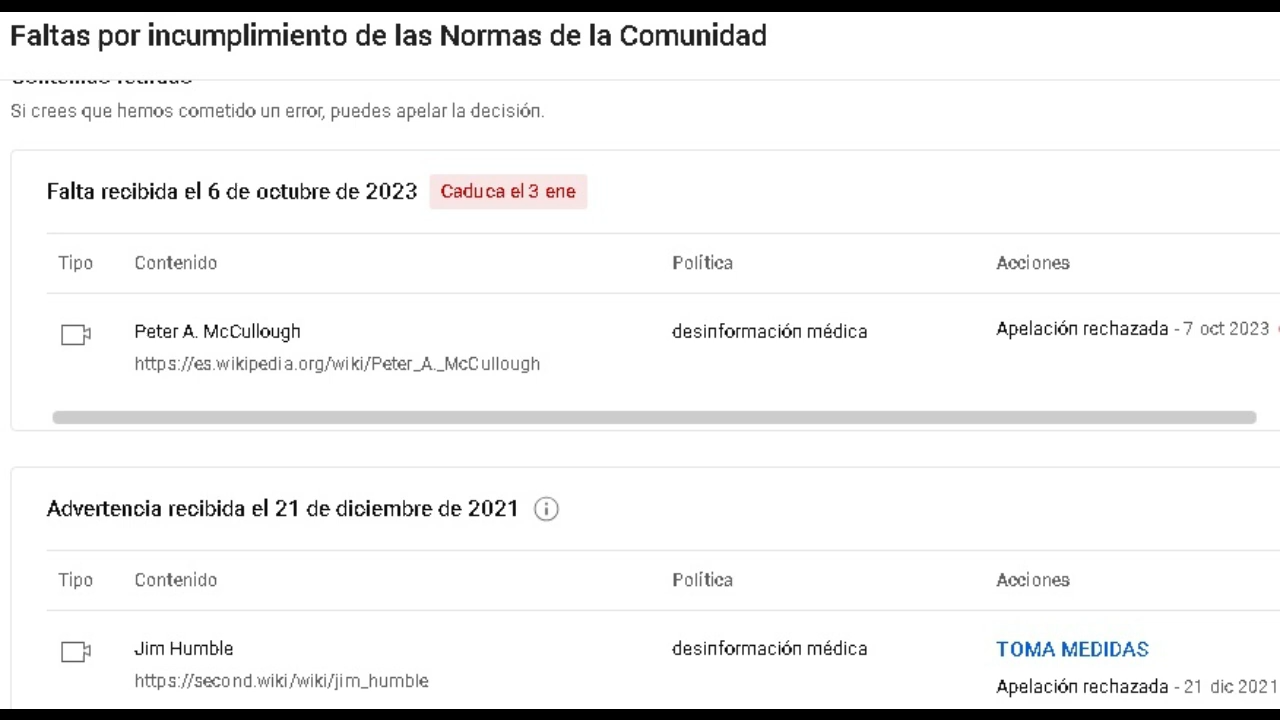 Faltas por incumplimiento de las Normas de la Comunidad
Contenido retirado
Si crees que hemos cometido un error, puedes apelar la decisión.
Falta recibida el 6 de octubre de 2023 Caduca el 3 ene
Tipo Contenido Política Acciones
Peter A. McCullough desinformación médica Apelación rechazada - 7 oct 2023
https://es.wikipedia.org/wiki/Peter_A._McCullough
Advertencia recibida el 21 de diciembre de 2021
Tipo Contenido Política Acciones
Jim Humble desinformación médica TOMA MEDIDAS
https://second.wiki/wiki/jim_humble
Apelación rechazada - 21 dic 2021